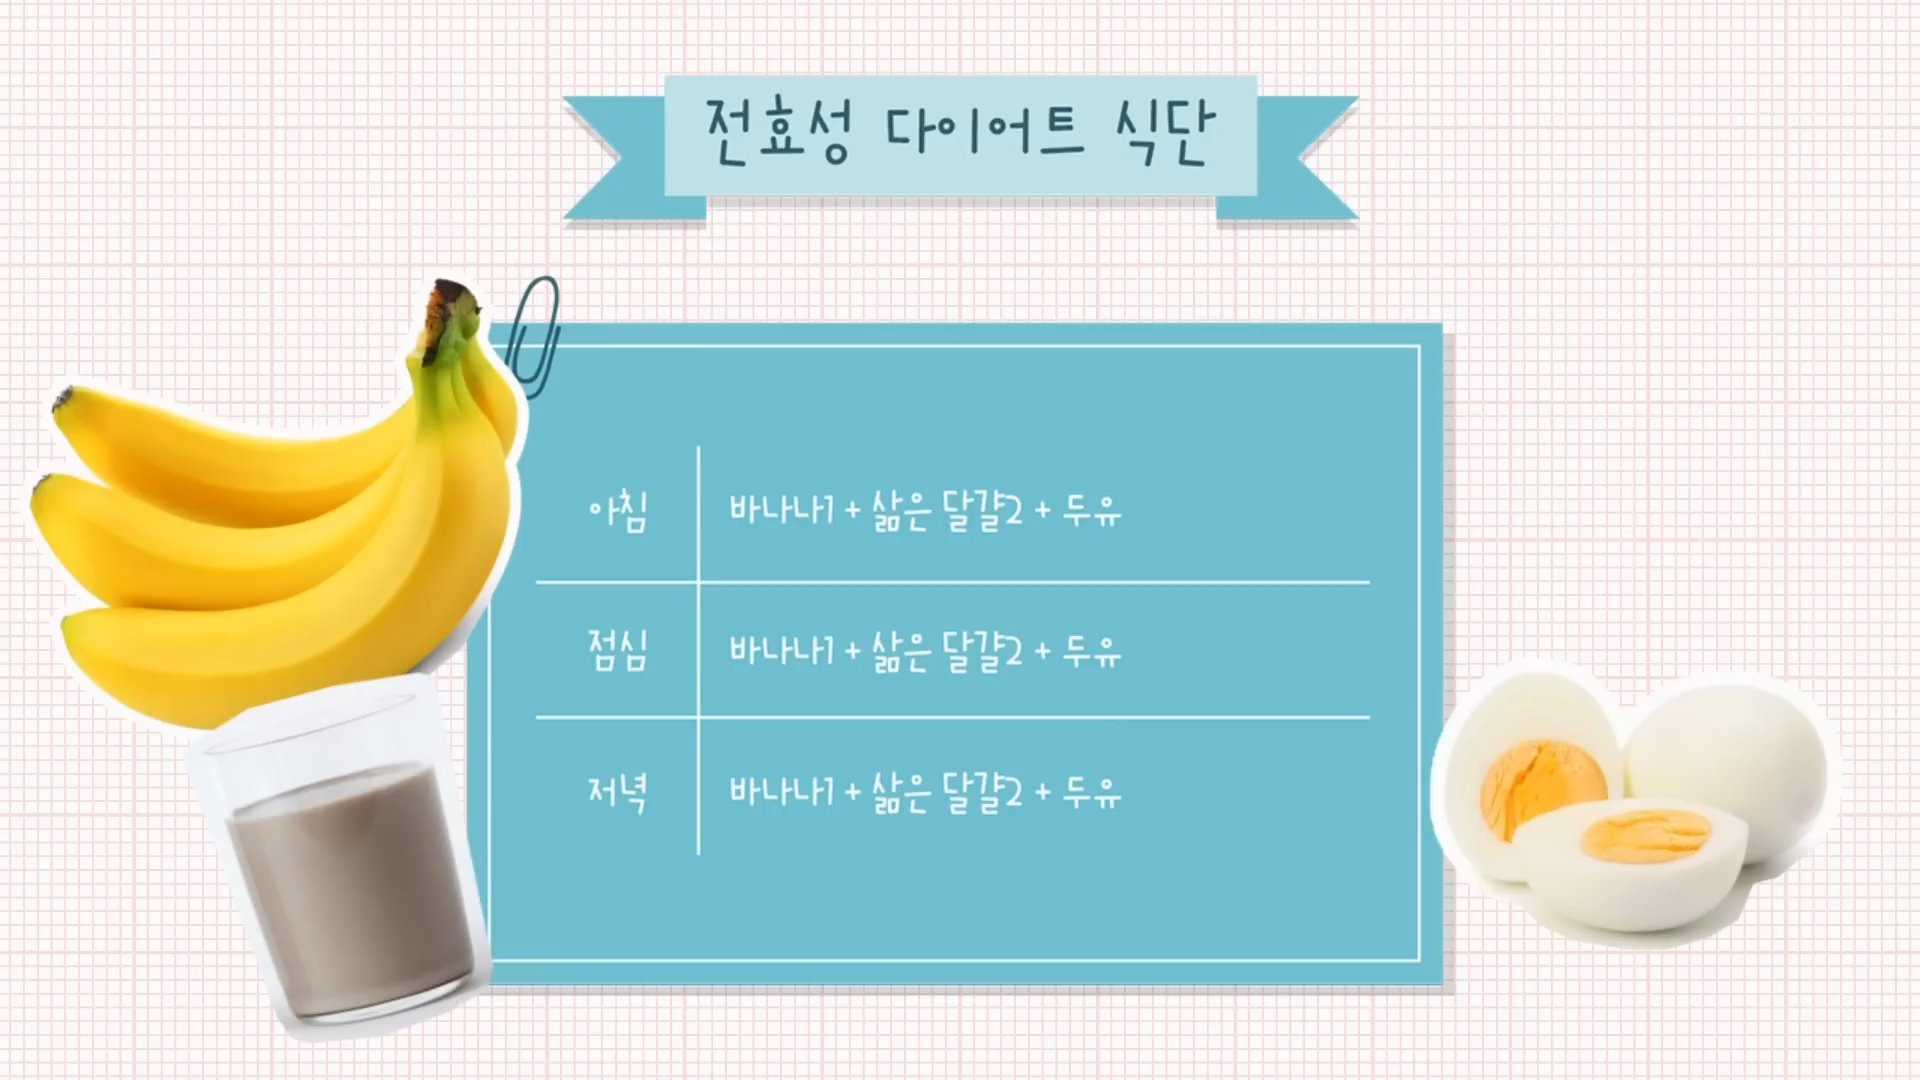 전효성 다이어트 식단
아침 바나나1 + 삶은 달걀2 + 두유
점심 바나나1 + 삶은 달걀2 + 두유
저녁 바나나1 + 삶은 달걀2 + 두유